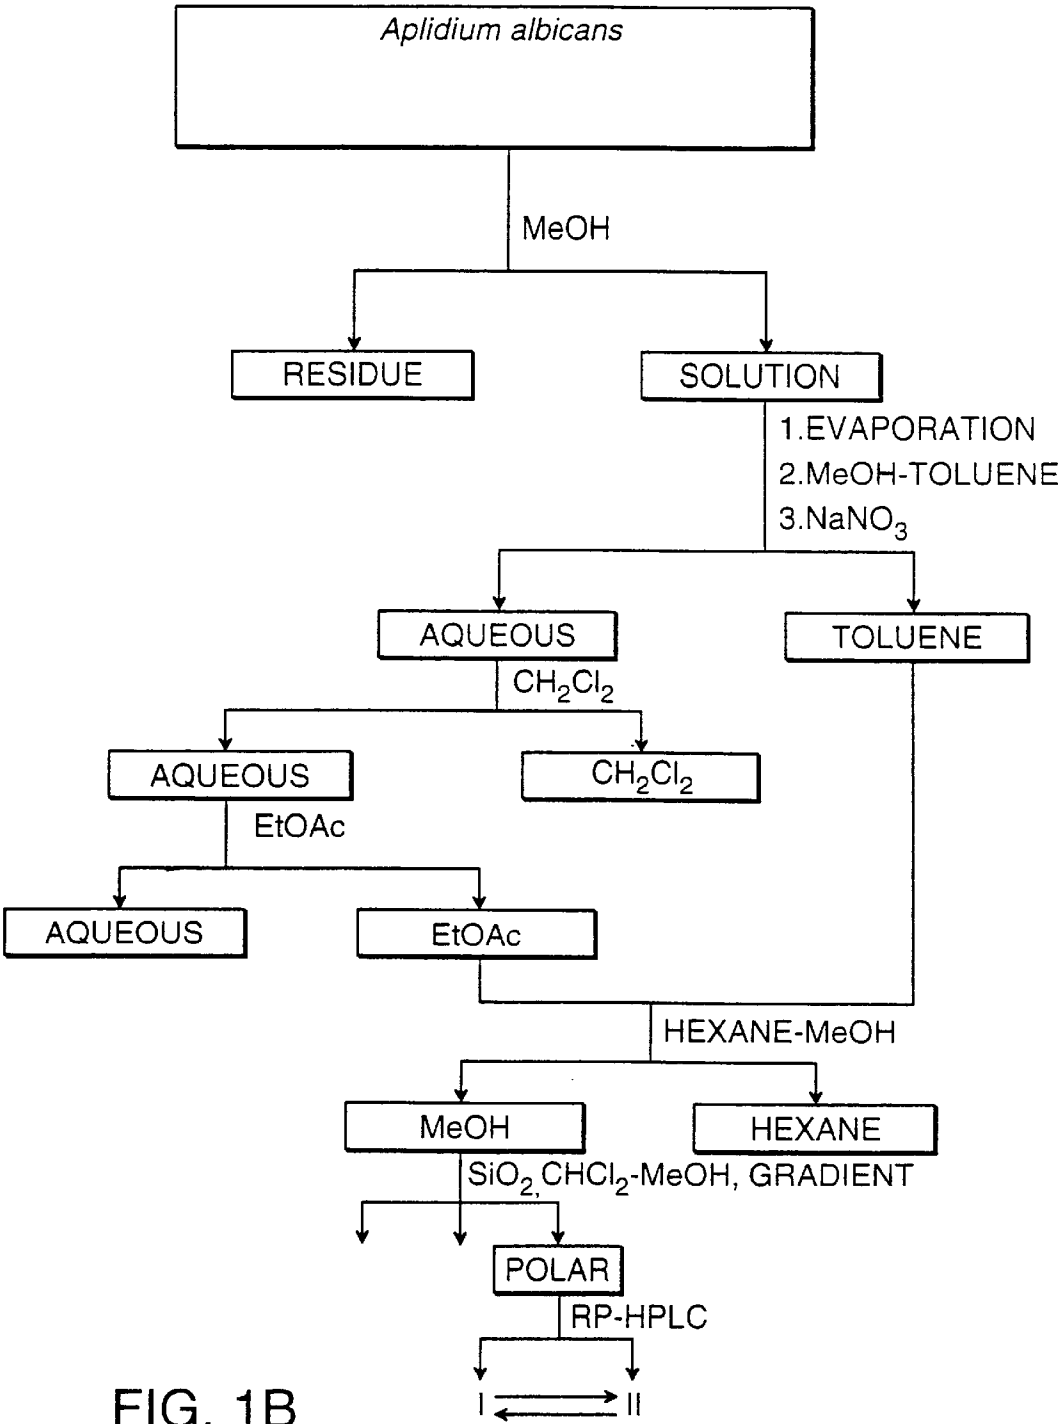 Aplidium albicans
MeOH
RESIDUE
SOLUTION
1.EVAPORATION
2.MeOH-TOLUENE
3.NaNO3
AQUEOUS
TOLUENE
CH2Cl2
AQUEOUS
CH2Cl2
EtOAc
AQUEOUS
EtOAc
HEXANE-MeOH
MeOH
HEXANE
SiO2, CHCl2-MeOH, GRADIENT
POLAR
RP-HPLC
I
II
FIG. 1B